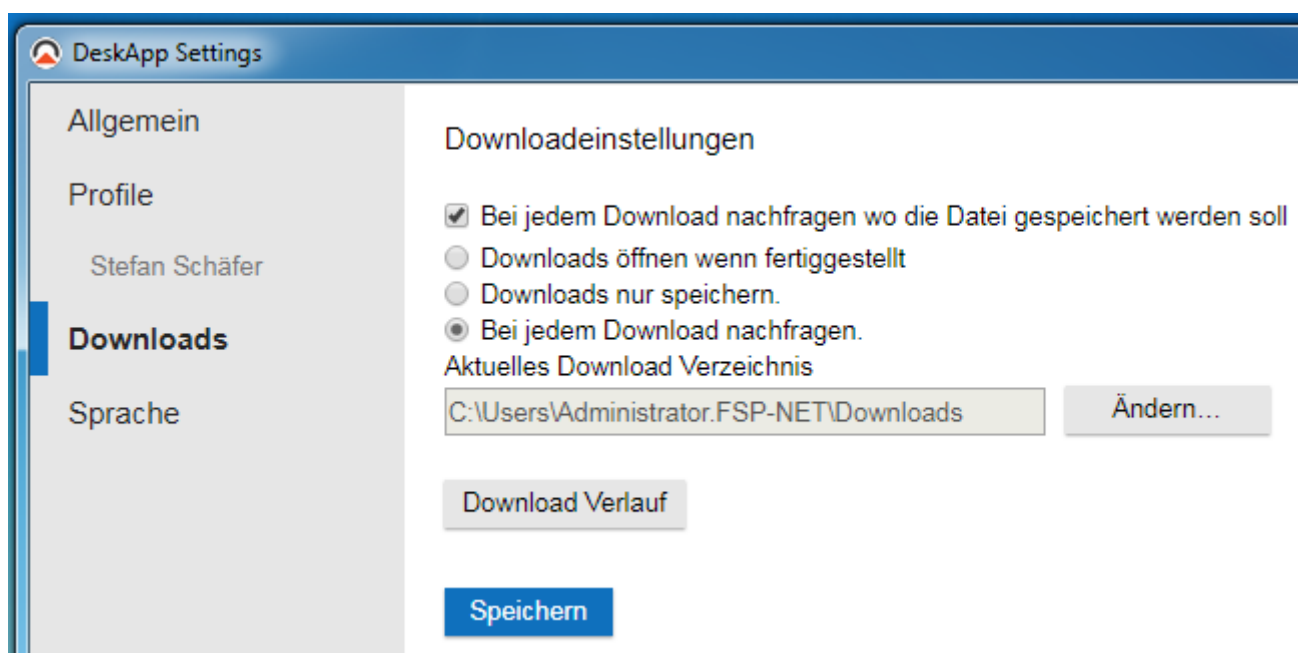 DeskApp Settings
Allgemein
Profile
Stefan Schäfer
Downloads
Sprache
Downloadeinstellungen
Bei jedem Download nachfragen wo die Datei gespeichert werden soll
Downloads öffnen wenn fertiggestellt
Downloads nur speichern.
Bei jedem Download nachfragen.
Aktuelles Download Verzeichnis
C:\Users\Administrator.FSP-NET\Downloads
Ändern...
Download Verlauf
Speichern